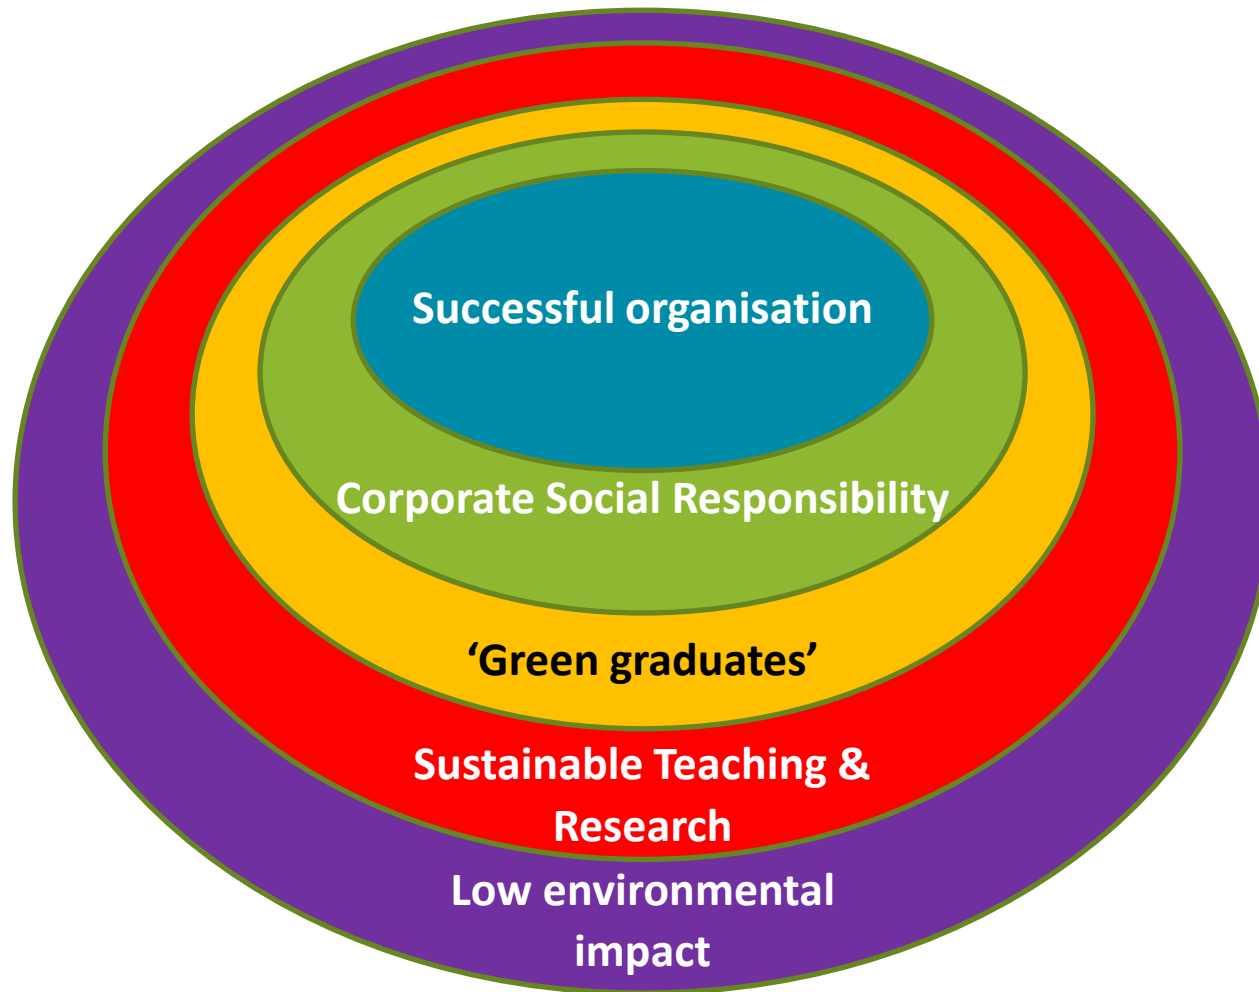 Successful organisation
Corporate Social Responsibility
‘Green graduates’
Sustainable Teaching &
Research
Low environmental
impact